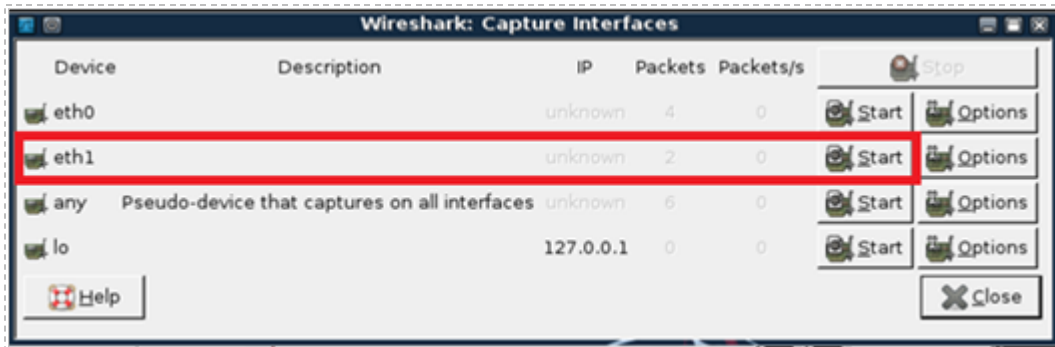 Wireshark: Capture Interfaces
Device Description IP Packets Packets/s Stop
eth0 unknown 4 0 Start Options
eth1 unknown 2 0 Start Options
any Pseudo-device that captures on all interfaces unknown 6 0 Start Options
lo 127.0.0.1 0 0 Start Options
Help Close